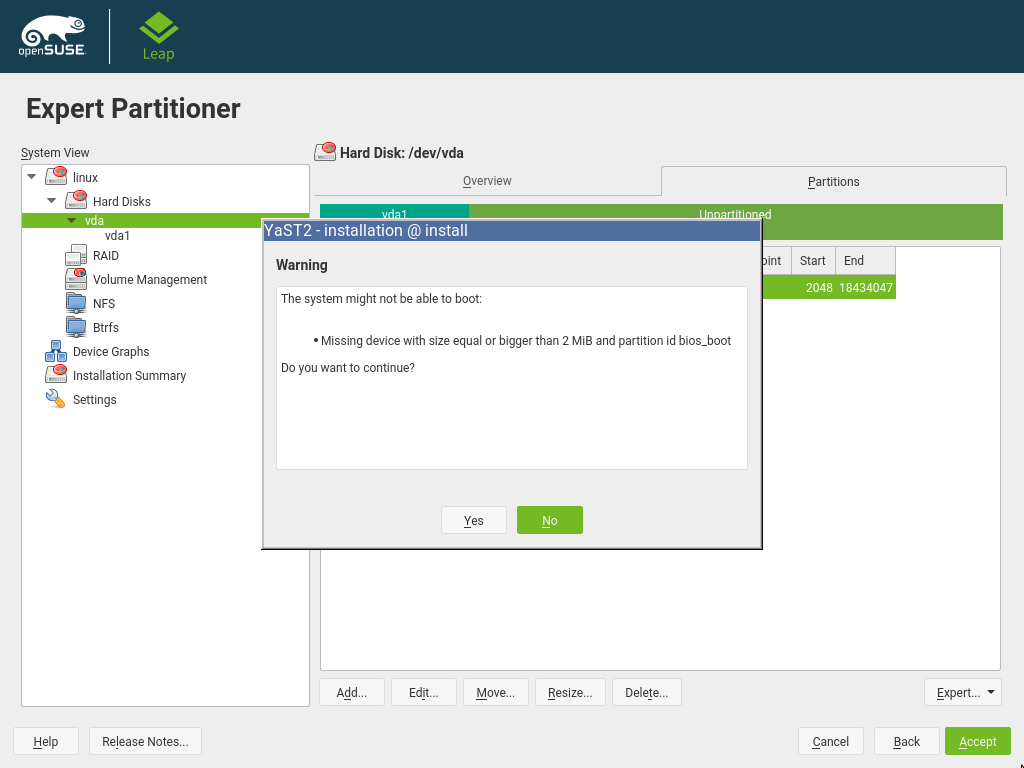 openSUSE
Leap
Expert Partitioner
System View
linux
Hard Disks
vda
vda1
RAID
Volume Management
NFS
Btrfs
Device Graphs
Installation Summary
Settings
Hard Disk: /dev/vda
Overview
Partitions
vda1
Unpartitioned
Start
End
2048
18434047
YaST2 - installation @ install
Warning
The system might not be able to boot:
• Missing device with size equal or bigger than 2 MiB and partition id bios_boot
Do you want to continue?
Yes
No
Add...
Edit...
Move...
Resize...
Delete...
Expert...
Help
Release Notes...
Cancel
Back
Accept